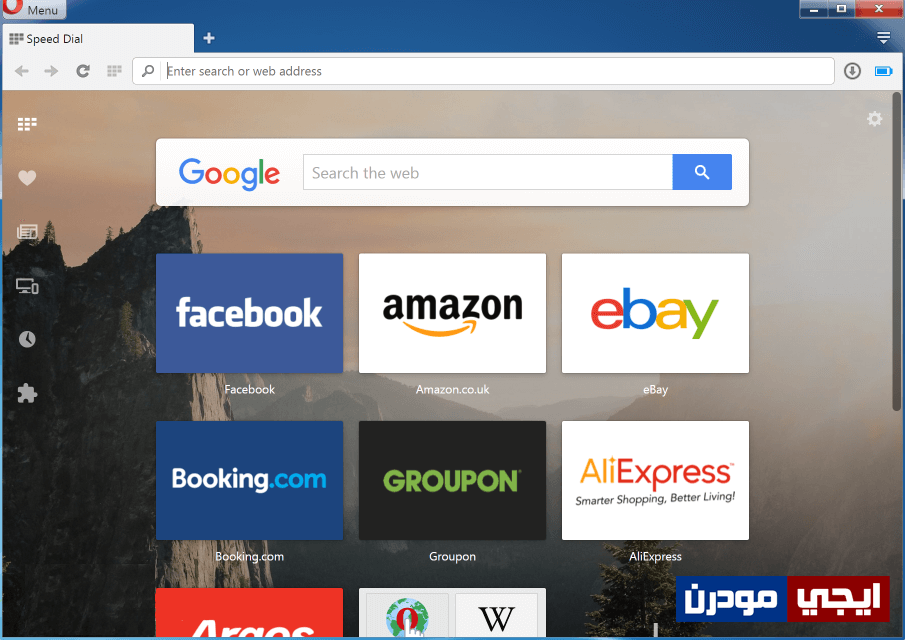 Menu
Speed Dial
Enter search or web address
Google
Search the web
facebook
amazon
ebay
Facebook
Amazon.co.uk
eBay
Booking.com
GROUPON
AliExpress
Smarter Shopping, Better Living!
Booking.com
Groupon
AliExpress
Argos
W
ايجي مودرن